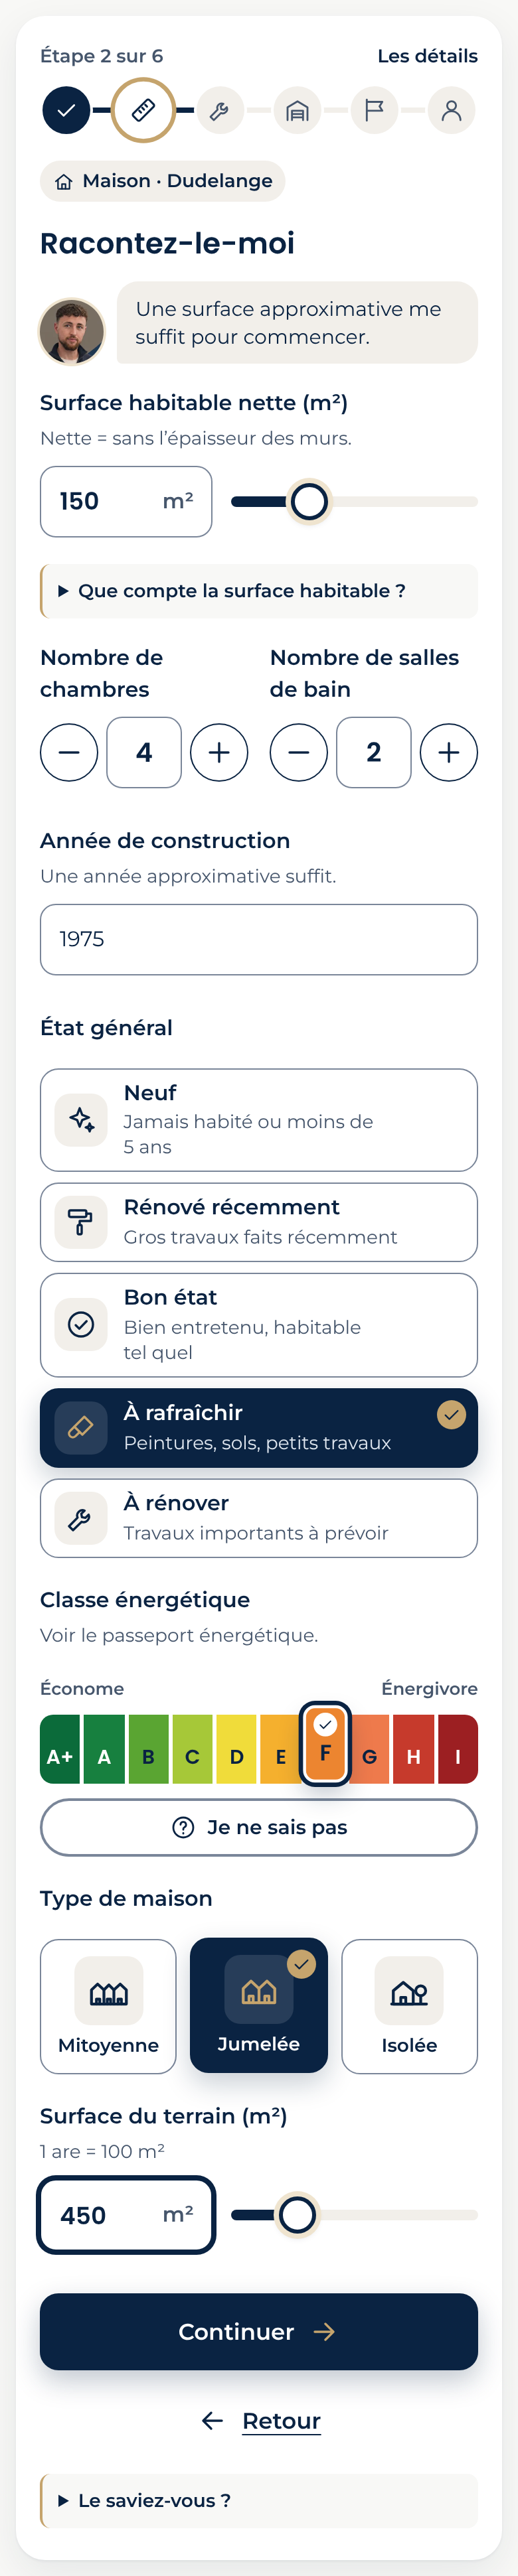 Étape 2 sur 6 Les détails
Maison · Dudelange
Racontez-le-moi
Une surface approximative me
suffit pour commencer.
Surface habitable nette (m²)
Nette = sans l’épaisseur des murs.
150 m²
Que compte la surface habitable ?
Nombre de
chambres
Nombre de salles
de bain
4
2
Année de construction
Une année approximative suffit.
1975
État général
Neuf
Jamais habité ou moins de
5 ans
Rénové récemment
Gros travaux faits récemment
Bon état
Bien entretenu, habitable
tel quel
À rafraîchir
Peintures, sols, petits travaux
À rénover
Travaux importants à prévoir
Classe énergétique
Voir le passeport énergétique.
Économe Énergivore
A+ A B C D E F G H I
Je ne sais pas
Type de maison
Mitoyenne Jumelée Isolée
Surface du terrain (m²)
1 are = 100 m²
450 m²
Continuer
Retour
Le saviez-vous ?